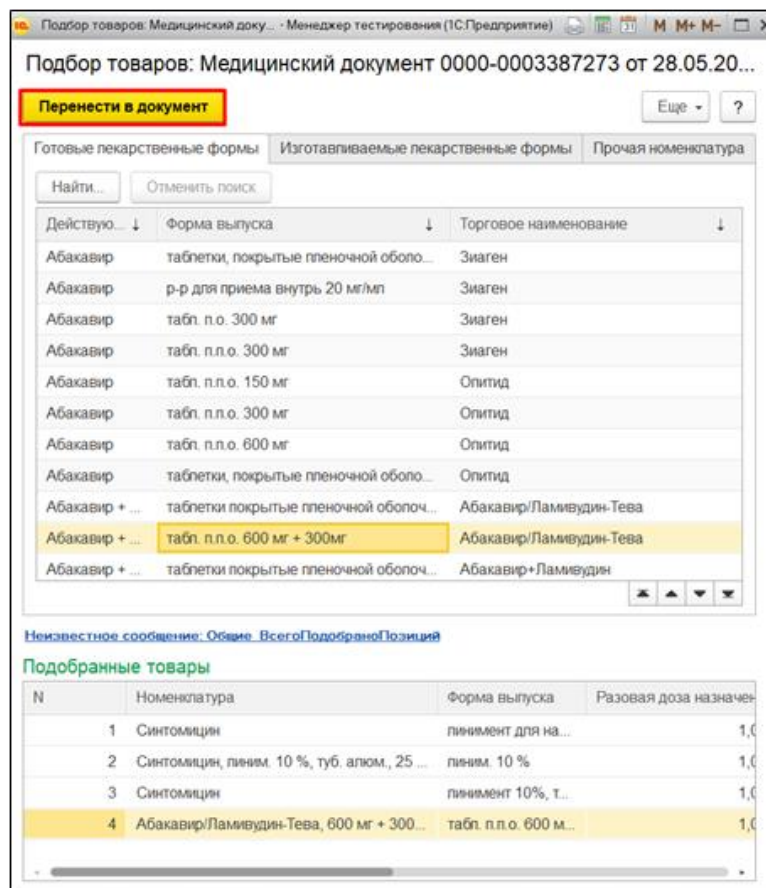 Подбор товаров: Медицинский доку... - Менеджер тестирования (1С:Предприятие) M M+ M-
Подбор товаров: Медицинский документ 0000-0003387273 от 28.05.20...
Перенести в документ Еще ?
Готовые лекарственные формы Изготавливаемые лекарственные формы Прочая номенклатура
Найти... Отменить поиск
Действую... ↓ Форма выпуска ↓ Торговое наименование ↓
Абакавир таблетки, покрытые пленочной оболо... Зиаген
Абакавир р-р для приема внутрь 20 мг/мл Зиаген
Абакавир табл. п.о. 300 мг Зиаген
Абакавир табл. п.п.о. 300 мг Зиаген
Абакавир табл. п.п.о. 150 мг Олитид
Абакавир табл. п.п.о. 300 мг Олитид
Абакавир табл. п.п.о. 600 мг Олитид
Абакавир таблетки, покрытые пленочной оболо... Олитид
Абакавир + ... таблетки покрытые пленочной оболоч... Абакавир/Ламивудин-Тева
Абакавир + ... табл. п.п.о. 600 мг + 300мг Абакавир/Ламивудин-Тева
Абакавир + ... таблетки покрытые пленочной оболоч... Абакавир+Ламивудин
Неизвестное сообщение: Общие_ВсегоПодобраноПозиций
Подобранные товары
N Номенклатура Форма выпуска Разовая доза назначен
1 Синтомицин линимент для на... 1,0
2 Синтомицин, линим. 10 %, туб. алюм., 25 ... линим. 10 % 1,0
3 Синтомицин линимент 10%, т... 1,0
4 Абакавир/Ламивудин-Тева, 600 мг + 300... табл. п.п.о. 600 м... 1,0